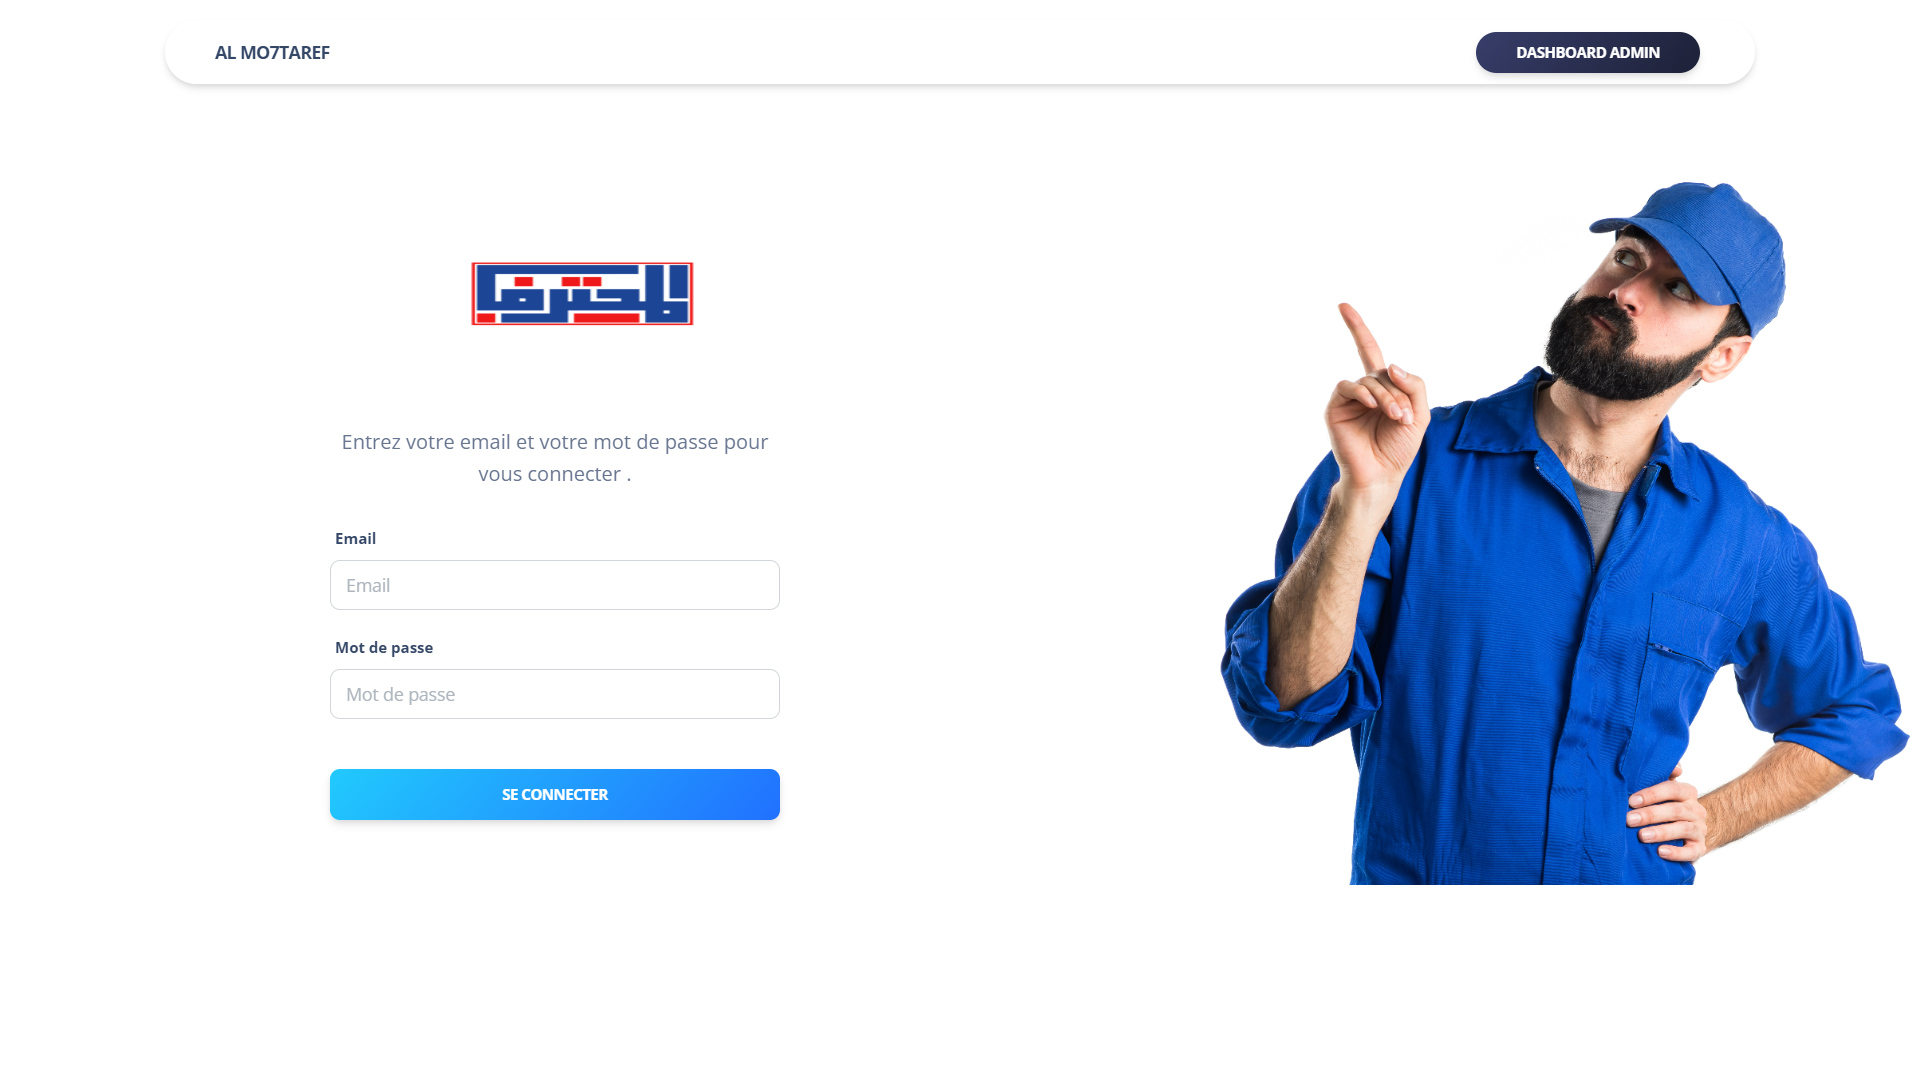 AL MO7TAREF
DASHBOARD ADMIN
المحترف
Entrez votre email et votre mot de passe pour
vous connecter .
Email
Email
Mot de passe
Mot de passe
SE CONNECTER